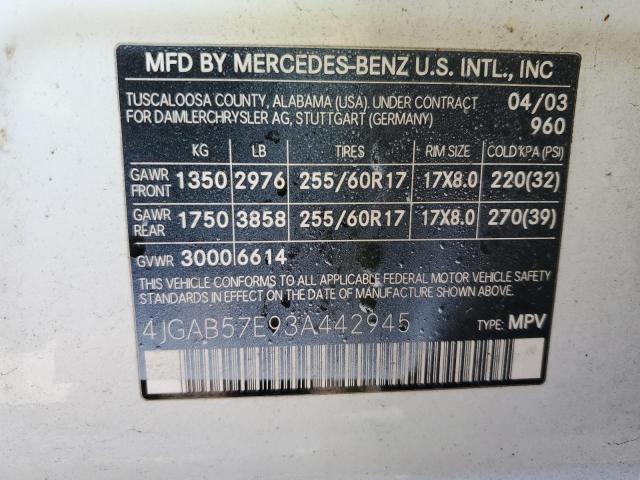 MFD BY MERCEDES-BENZ U.S. INTL., INC
TUSCALOOSA COUNTY, ALABAMA (USA). UNDER CONTRACT 04/03
FOR DAIMLERCHRYSLER AG, STUTTGART (GERMANY) 960
KG LB TIRES RIM SIZE COLD KPA (PSI)
GAWR FRONT 1350 2976 255/60R17 17X8.0 220(32)
GAWR REAR 1750 3858 255/60R17 17X8.0 270(39)
GVWR 3000 6614
THIS VEHICLE CONFORMS TO ALL APPLICABLE FEDERAL MOTOR VEHICLE SAFETY
STANDARDS IN EFFECT ON THE DATE OF MANUFACTURE SHOWN ABOVE.
4JGAB57E93A442945 TYPE: MPV